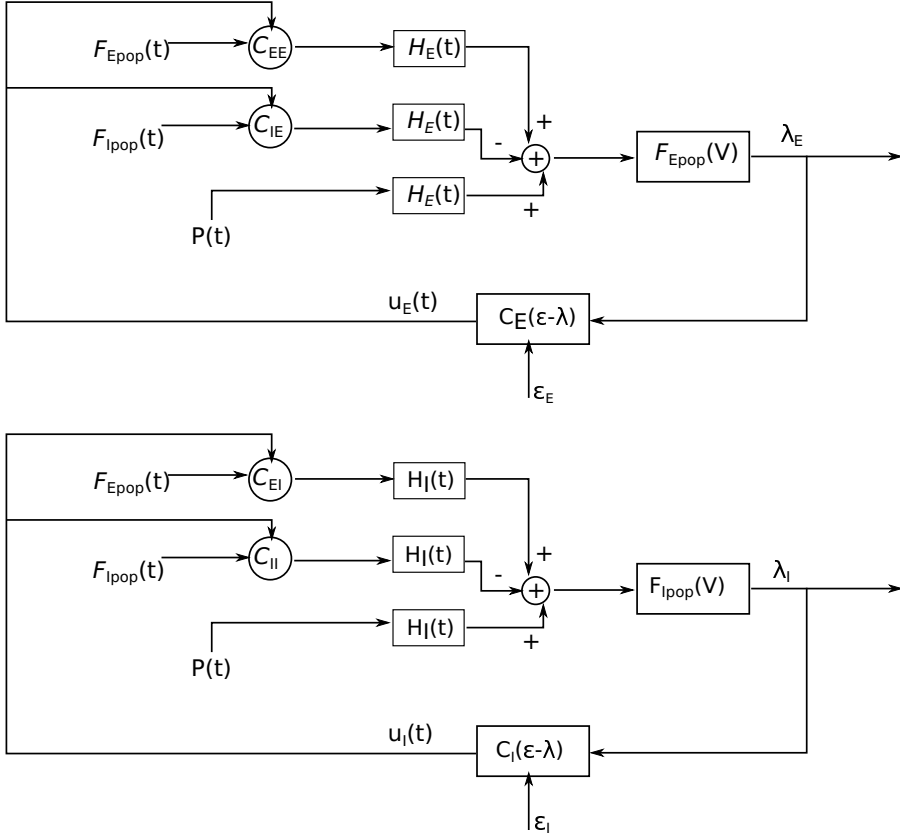 F_Epop(t)
C_EE
H_E(t)
+
F_Ipop(t)
C_IE
H_E(t)
-
+
F_Epop(V)
λ_E
H_E(t)
+
P(t)
u_E(t)
C_E(ε-λ)
ε_E
F_Epop(t)
C_EI
H_I(t)
+
F_Ipop(t)
C_II
H_I(t)
-
+
F_Ipop(V)
λ_I
H_I(t)
+
P(t)
u_I(t)
C_I(ε-λ)
ε_I